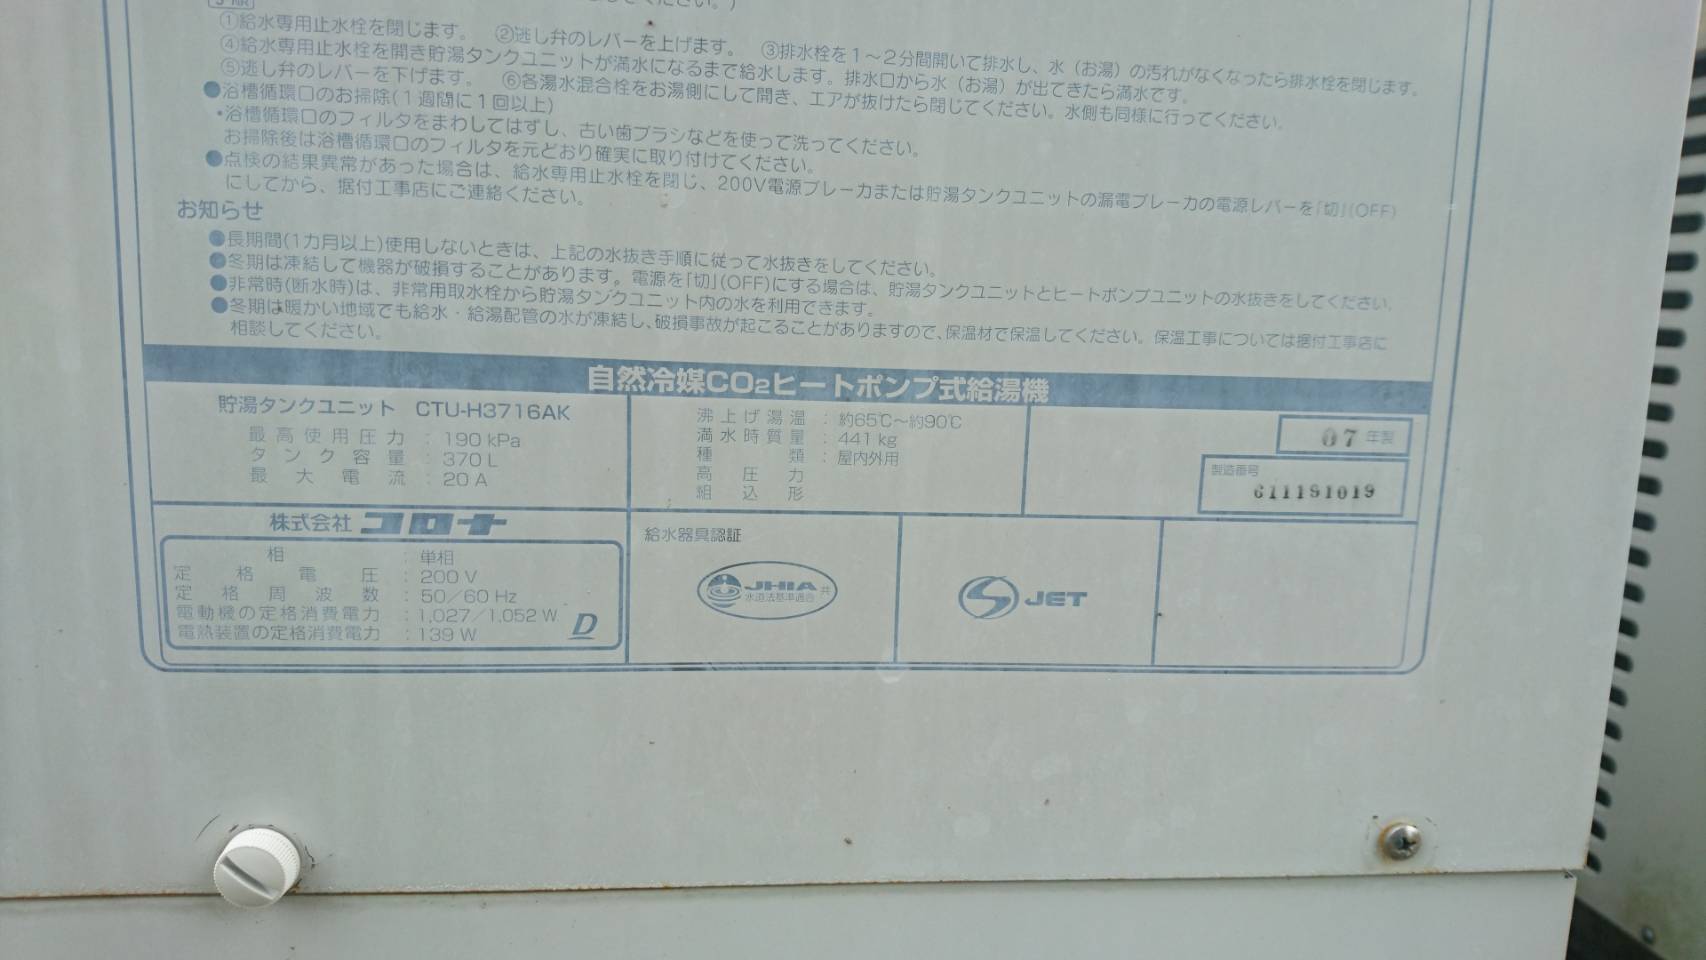 ①給水専用止水栓を閉じます。 ②逃し弁のレバーを上げます。 ③排水栓を1～2分間開いて排水し、水（お湯）の汚れがなくなったら排水栓を閉じます。
④給水専用止水栓を開き貯湯タンクユニットが満水になるまで給水します。排水口から水（お湯）が出てきたら満水です。
⑤逃し弁のレバーを下げます。 ⑥各湯水混合栓をお湯側にして開き、エアが抜けたら閉じてください。水側も同様に行ってください。
●浴槽循環口のお掃除(1週間に1回以上)
・浴槽循環口のフィルタをまわしてはずし、古い歯ブラシなどを使って洗ってください。
お掃除後は浴槽循環口のフィルタを元どおり確実に取り付けてください。
●点検の結果異常があった場合は、給水専用止水栓を閉じ、200V電源ブレーカまたは貯湯タンクユニットの漏電ブレーカの電源レバーを「切」(OFF)
にしてから、据付工事店にご連絡ください。
お知らせ
●長期間(1カ月以上)使用しないときは、上記の水抜き手順に従って水抜きをしてください。
●冬期は凍結して機器が破損することがあります。電源を「切」(OFF)にする場合は、貯湯タンクユニットとヒートポンプユニットの水抜きをしてください。
●非常時(断水時)は、非常用取水栓から貯湯タンクユニット内の水を利用できます。
●冬期は暖かい地域でも給水・給湯配管の水が凍結し、破損事故が起こることがありますので、保温材で保温してください。保温工事については据付工事店に
相談してください。
自然冷媒CO₂ヒートポンプ式給湯機
貯湯タンクユニット CTU-H3716AK
最高使用圧力 : 190 kPa
タンク容量 : 370 L
最大電流 : 20 A
沸上げ湯温 : 約65℃～約90℃
満水時質量 : 441 kg
種類 : 屋内外用
高圧力
組込形
07年製
製造番号
611191019
株式会社 コロナ
相 : 単相
定格電圧 : 200 V
定格周波数 : 50／60 Hz
電動機の定格消費電力 : 1,027／1,052 W
電熱装置の定格消費電力 : 139 W
D
給水器具認証
JHIA
水道法基準適合
共
JET